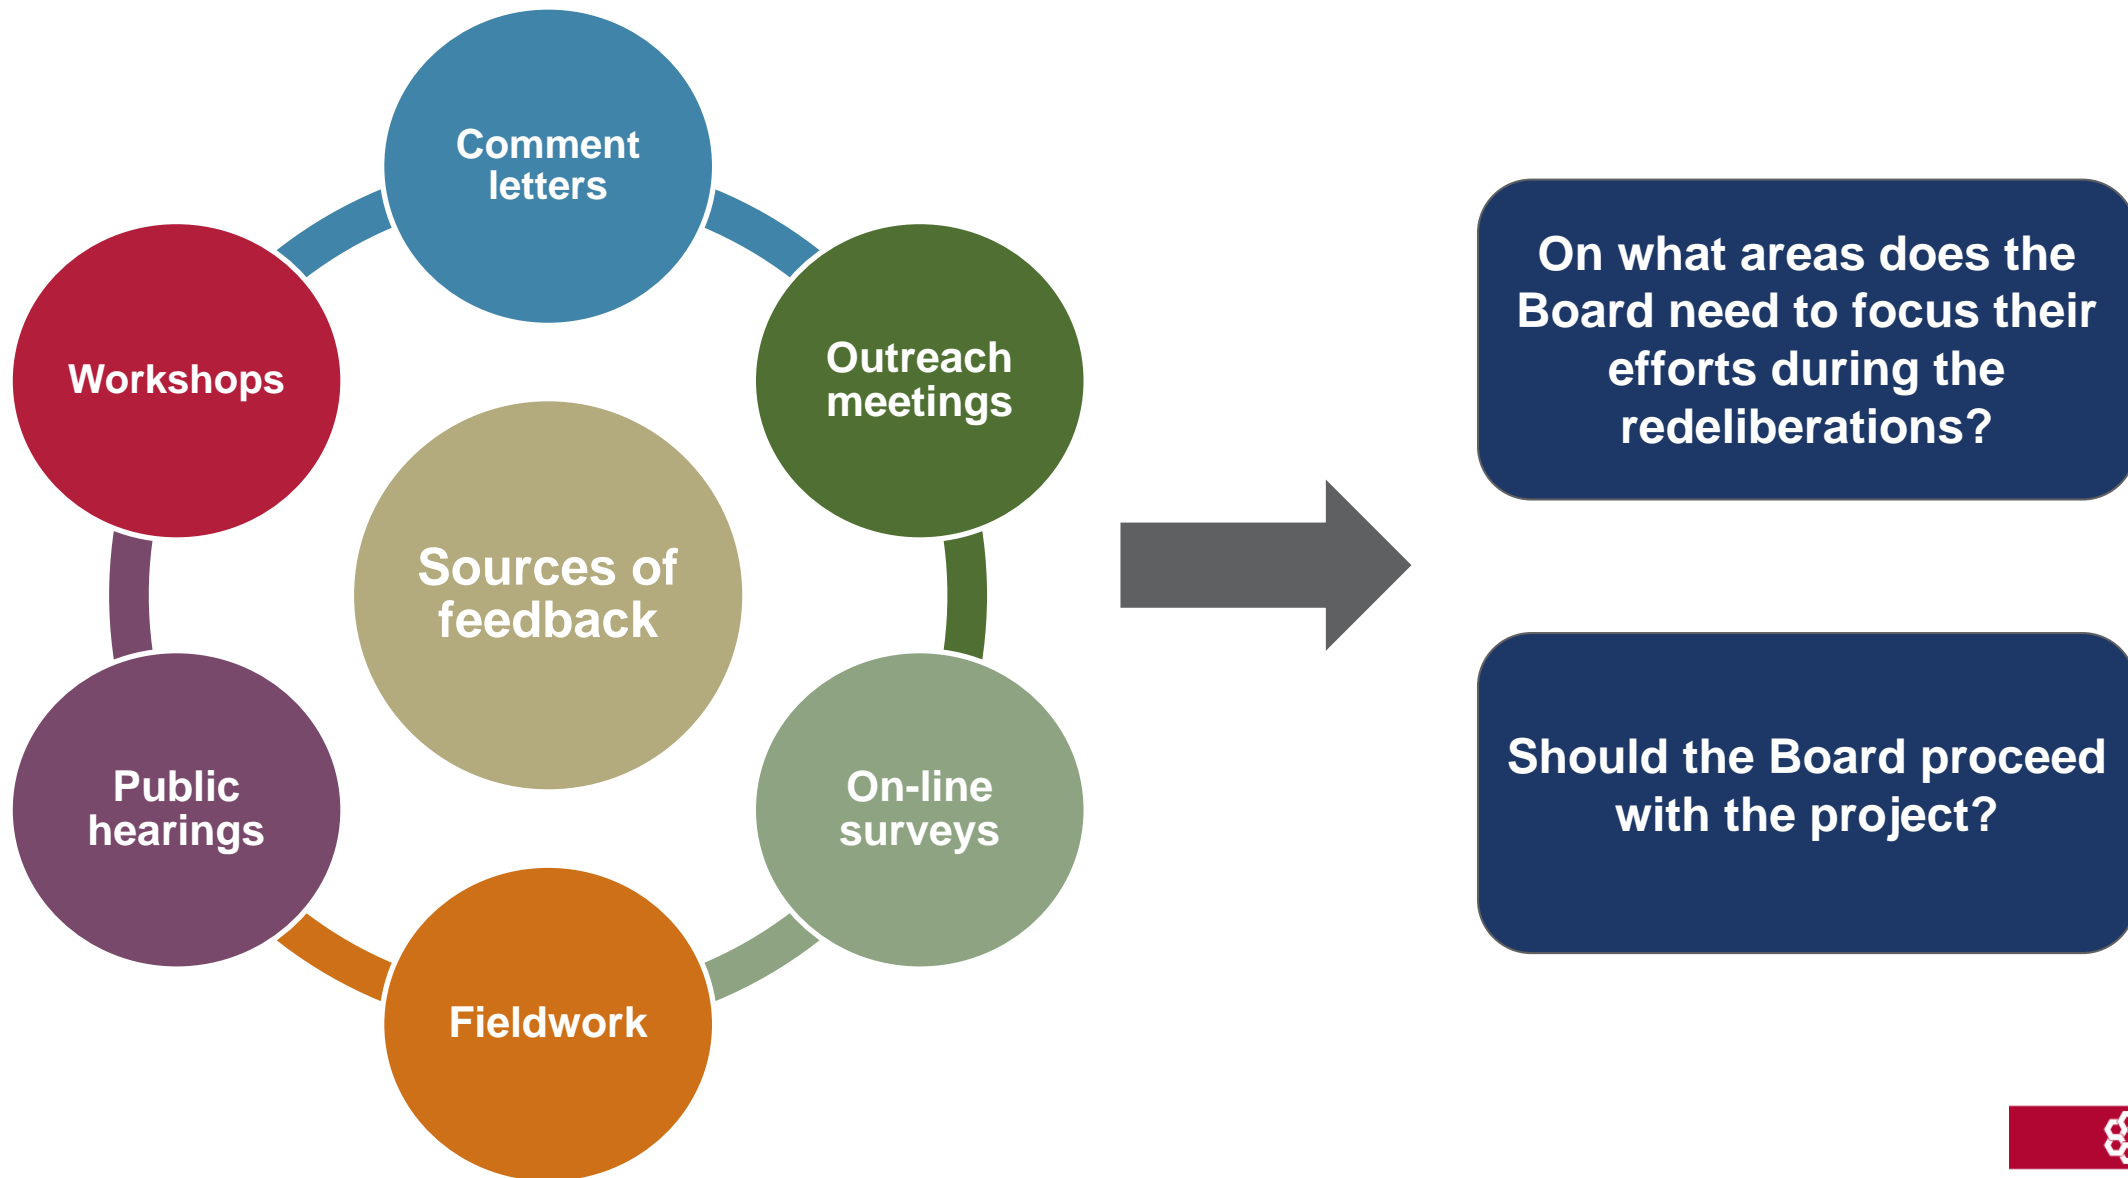 Comment
letters
Outreach
meetings
On-line
surveys
Fieldwork
Public
hearings
Workshops
Sources of
feedback
On what areas does the
Board need to focus their
efforts during the
redeliberations?
Should the Board proceed
with the project?